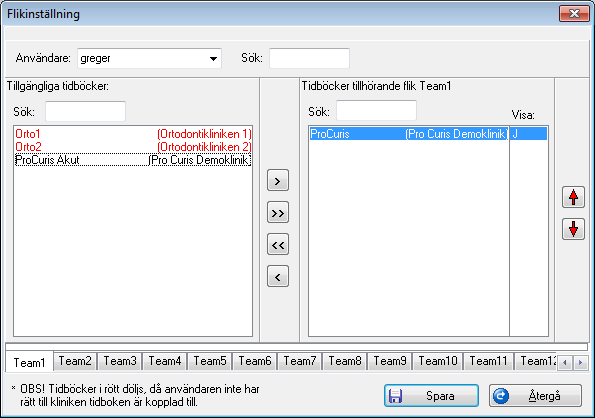 Flikinställning
Användare: greger Sök:
Tillgängliga tidböcker:
Sök:
Orto1 (Ortodontikliniken 1)
Orto2 (Ortodontikliniken 2)
ProCuris Akut (Pro Curis Demoklinik)
>
>>
<<
<
Tidböcker tillhörande flik Team1
Sök: Visa:
ProCuris (Pro Curis Demoklinik) J
Team1 Team2 Team3 Team4 Team5 Team6 Team7 Team8 Team9 Team10 Team11 Team12
* OBS! Tidböcker i rött döljs, då användaren inte har
rätt till kliniken tidboken är kopplad till.
Spara Återgå